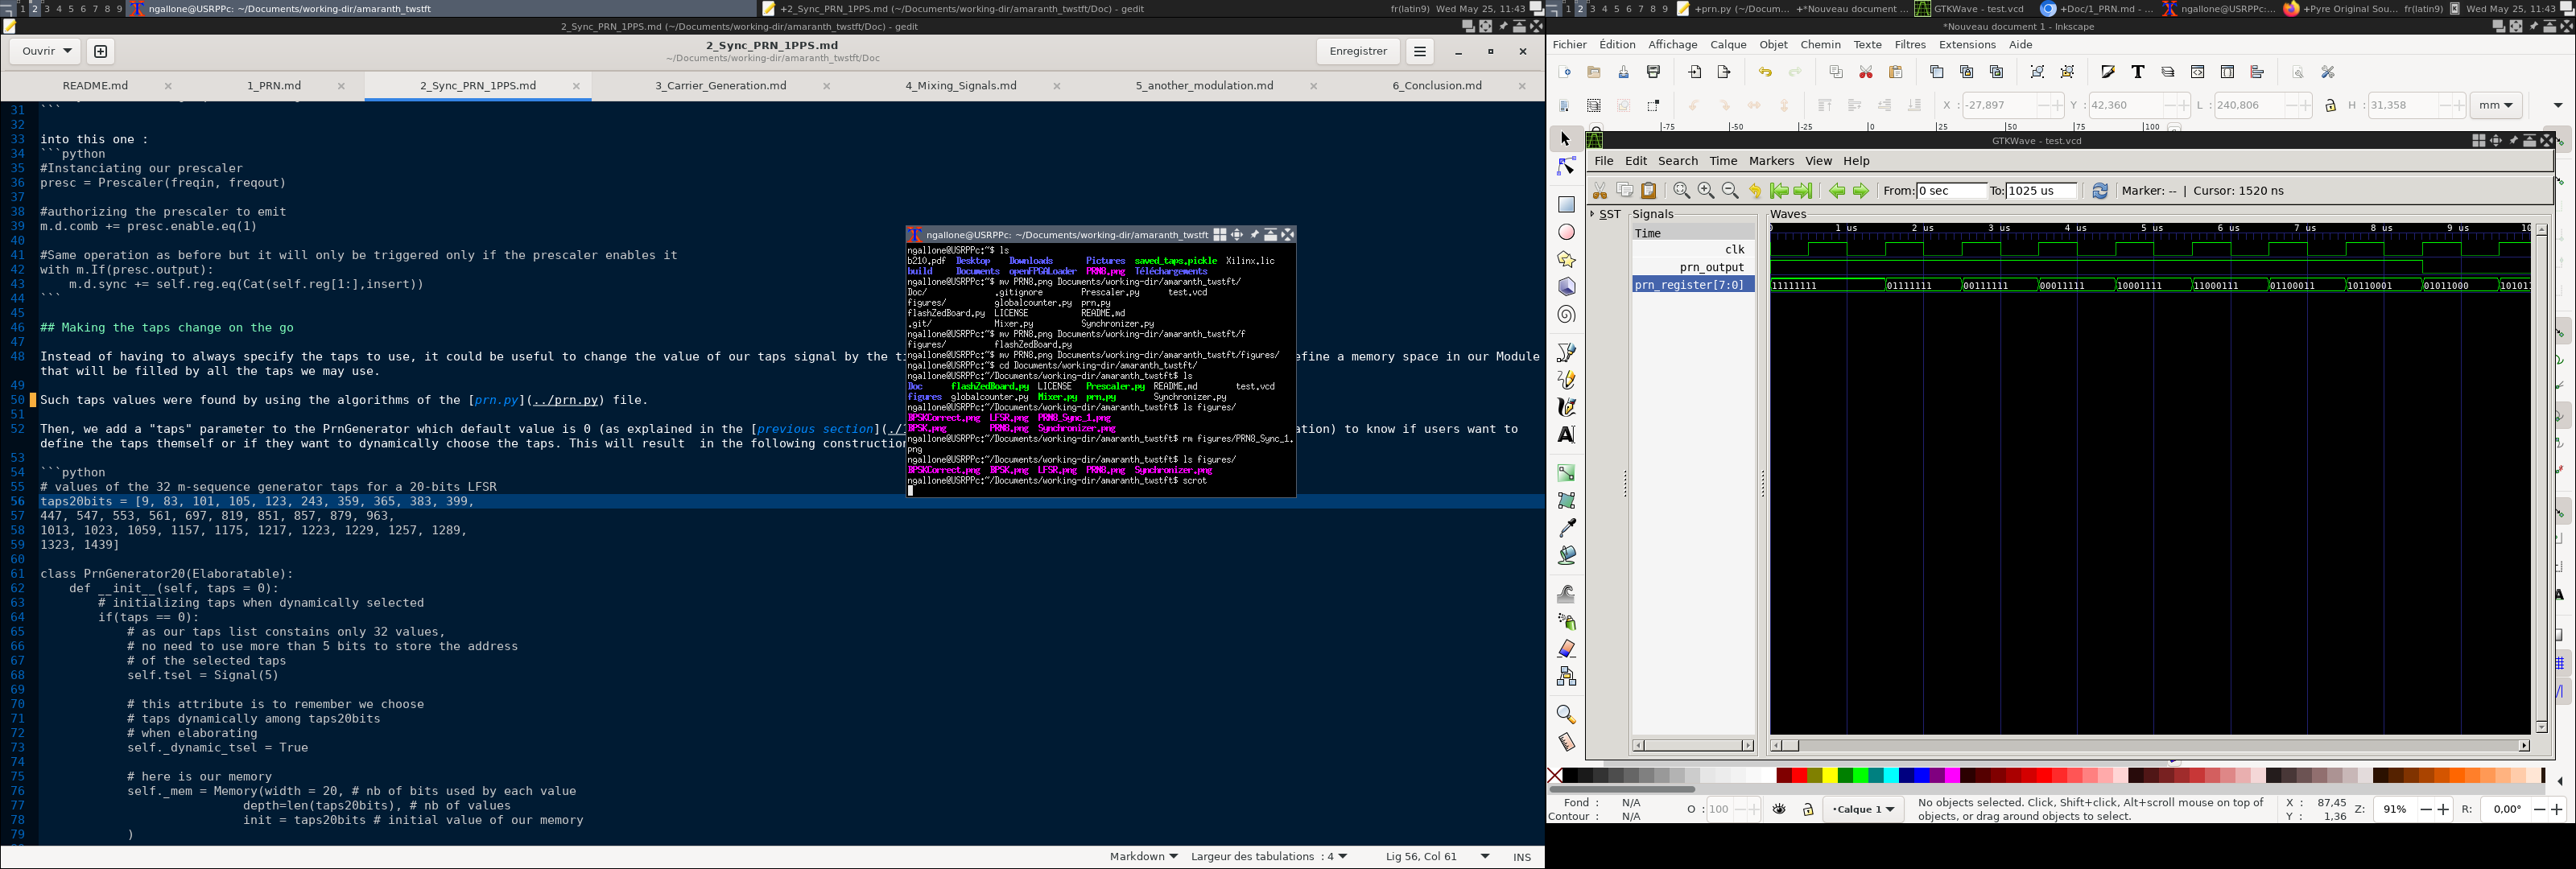 1 2 3 4 5 6 7 8 9
ngallone@USRPPc: ~/Documents/working-dir/amaranth_twstft
+2_Sync_PRN_1PPS.md (~/Documents/working-dir/amaranth_twstft/Doc) - gedit
fr(latin9) Wed May 25, 11:43
2_Sync_PRN_1PPS.md (~/Documents/working-dir/amaranth_twstft/Doc) - gedit
Ouvrir
2_Sync_PRN_1PPS.md
~/Documents/working-dir/amaranth_twstft/Doc
Enregistrer
README.md
1_PRN.md
2_Sync_PRN_1PPS.md
3_Carrier_Generation.md
4_Mixing_Signals.md
5_another_modulation.md
6_Conclusion.md
31 ```
32
33 into this one :
34 ```python
35 #Instanciating our prescaler
36 presc = Prescaler(freqin, freqout)
37
38 #authorizing the prescaler to emit
39 m.d.comb += presc.enable.eq(1)
40
41 #Same operation as before but it will only be triggered only if the prescaler enables it
42 with m.If(presc.output):
43     m.d.sync += self.reg.eq(Cat(self.reg[1:],insert))
44 ```
45
46 ## Making the taps change on the go
47
48 Instead of having to always specify the taps to use, it could be useful to change the value of our taps signal by the ti
efine a memory space in our Module
that will be filled by all the taps we may use.
49
50 Such taps values were found by using the algorithms of the [prn.py](../prn.py) file.
51
52 Then, we add a "taps" parameter to the PrnGenerator which default value is 0 (as explained in the [previous section](./
ation) to know if users want to
define the taps themself or if they want to dynamically choose the taps. This will result  in the following construction
53
54 ```python
55 # values of the 32 m-sequence generator taps for a 20-bits LFSR
56 taps20bits = [9, 83, 101, 105, 123, 243, 359, 365, 383, 399,
57 447, 547, 553, 561, 697, 819, 851, 857, 879, 963,
58 1013, 1023, 1059, 1157, 1175, 1217, 1223, 1229, 1257, 1289,
59 1323, 1439]
60
61 class PrnGenerator20(Elaboratable):
62     def __init__(self, taps = 0):
63         # initializing taps when dynamically selected
64         if(taps == 0):
65             # as our taps list constains only 32 values,
66             # no need to use more than 5 bits to store the address
67             # of the selected taps
68             self.tsel = Signal(5)
69
70             # this attribute is to remember we choose
71             # taps dynamically among taps20bits
72             # when elaborating
73             self._dynamic_tsel = True
74
75             # here is our memory
76             self._mem = Memory(width = 20, # nb of bits used by each value
77                             depth=len(taps20bits), # nb of values
78                             init = taps20bits # initial value of our memory
79             )
Markdown
Largeur des tabulations : 4
Lig 56, Col 61
INS
ngallone@USRPPc: ~/Documents/working-dir/amaranth_twstft
ngallone@USRPPc:~$ ls
b210.pdf Desktop Downloads Pictures saved_taps.pickle Xilinx.lic
build Documents openFPGALoader PRN8.png Téléchargements
ngallone@USRPPc:~$ mv PRN8.png Documents/working-dir/amaranth_twstft/
Doc/ .gitignore Prescaler.py test.vcd
figures/ globalcounter.py prn.py
flashZedBoard.py LICENSE README.md
.git/ Mixer.py Synchronizer.py
ngallone@USRPPc:~$ mv PRN8.png Documents/working-dir/amaranth_twstft/f
figures/ flashZedBoard.py
ngallone@USRPPc:~$ mv PRN8.png Documents/working-dir/amaranth_twstft/figures/
ngallone@USRPPc:~$ cd Documents/working-dir/amaranth_twstft/
ngallone@USRPPc:~/Documents/working-dir/amaranth_twstft$ ls
Doc flashZedBoard.py LICENSE Prescaler.py README.md test.vcd
figures globalcounter.py Mixer.py prn.py Synchronizer.py
ngallone@USRPPc:~/Documents/working-dir/amaranth_twstft$ ls figures/
BPSKCorrect.png LFSR.png PRN8_Sync_1.png
BPSK.png PRN8.png Synchronizer.png
ngallone@USRPPc:~/Documents/working-dir/amaranth_twstft$ rm figures/PRN8_Sync_1.
png
ngallone@USRPPc:~/Documents/working-dir/amaranth_twstft$ ls figures/
BPSKCorrect.png BPSK.png LFSR.png PRN8.png Synchronizer.png
ngallone@USRPPc:~/Documents/working-dir/amaranth_twstft$ scrot
1 2 3 4 5 6 7 8 9
+prn.py (~/Docum...
+*Nouveau document ...
GTKWave - test.vcd
+Doc/1_PRN.md - ...
ngallone@USRPPc:...
+Pyre Original Sou...
fr(latin9) Wed May 25, 11:43
*Nouveau document 1 - Inkscape
Fichier Édition Affichage Calque Objet Chemin Texte Filtres Extensions Aide
X : -27,897
Y : 42,360
L : 240,806
H : 31,358
mm
-75 -50 -25 0 25 50 75 100
GTKWave - test.vcd
File Edit Search Time Markers View Help
From: 0 sec To: 1025 us Marker: -- | Cursor: 1520 ns
SST
Signals
Waves
Time
0 1 us 2 us 3 us 4 us 5 us 6 us 7 us 8 us 9 us 10
clk
prn_output
prn_register[7:0]
11111111 01111111 00111111 00011111 10001111 11000111 01100011 10110001 01011000 10101
Fond : N/A
Contour : N/A
O : 100
•Calque 1
No objects selected. Click, Shift+click, Alt+scroll mouse on top of
objects, or drag around objects to select.
X : 87,45
Y : 1,36
Z: 91%
R: 0,00°